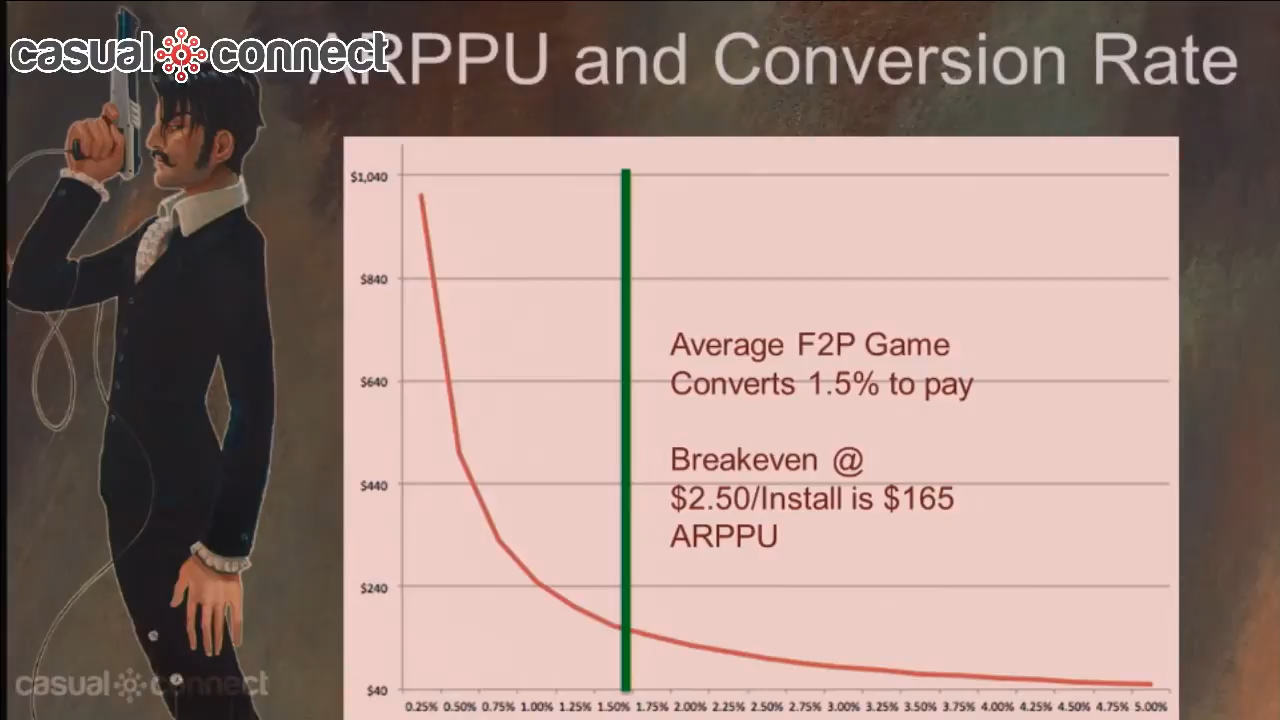 casual connect
ARPPU and Conversion Rate
$1,040
$840
$640
$440
$240
$40
Average F2P Game
Converts 1.5% to pay
Breakeven @
$2.50/Install is $165
ARPPU
0.25% 0.50% 0.75% 1.00% 1.25% 1.50% 1.75% 2.00% 2.25% 2.50% 2.75% 3.00% 3.25% 3.50% 3.75% 4.00% 4.25% 4.50% 4.75% 5.00%
casual connect